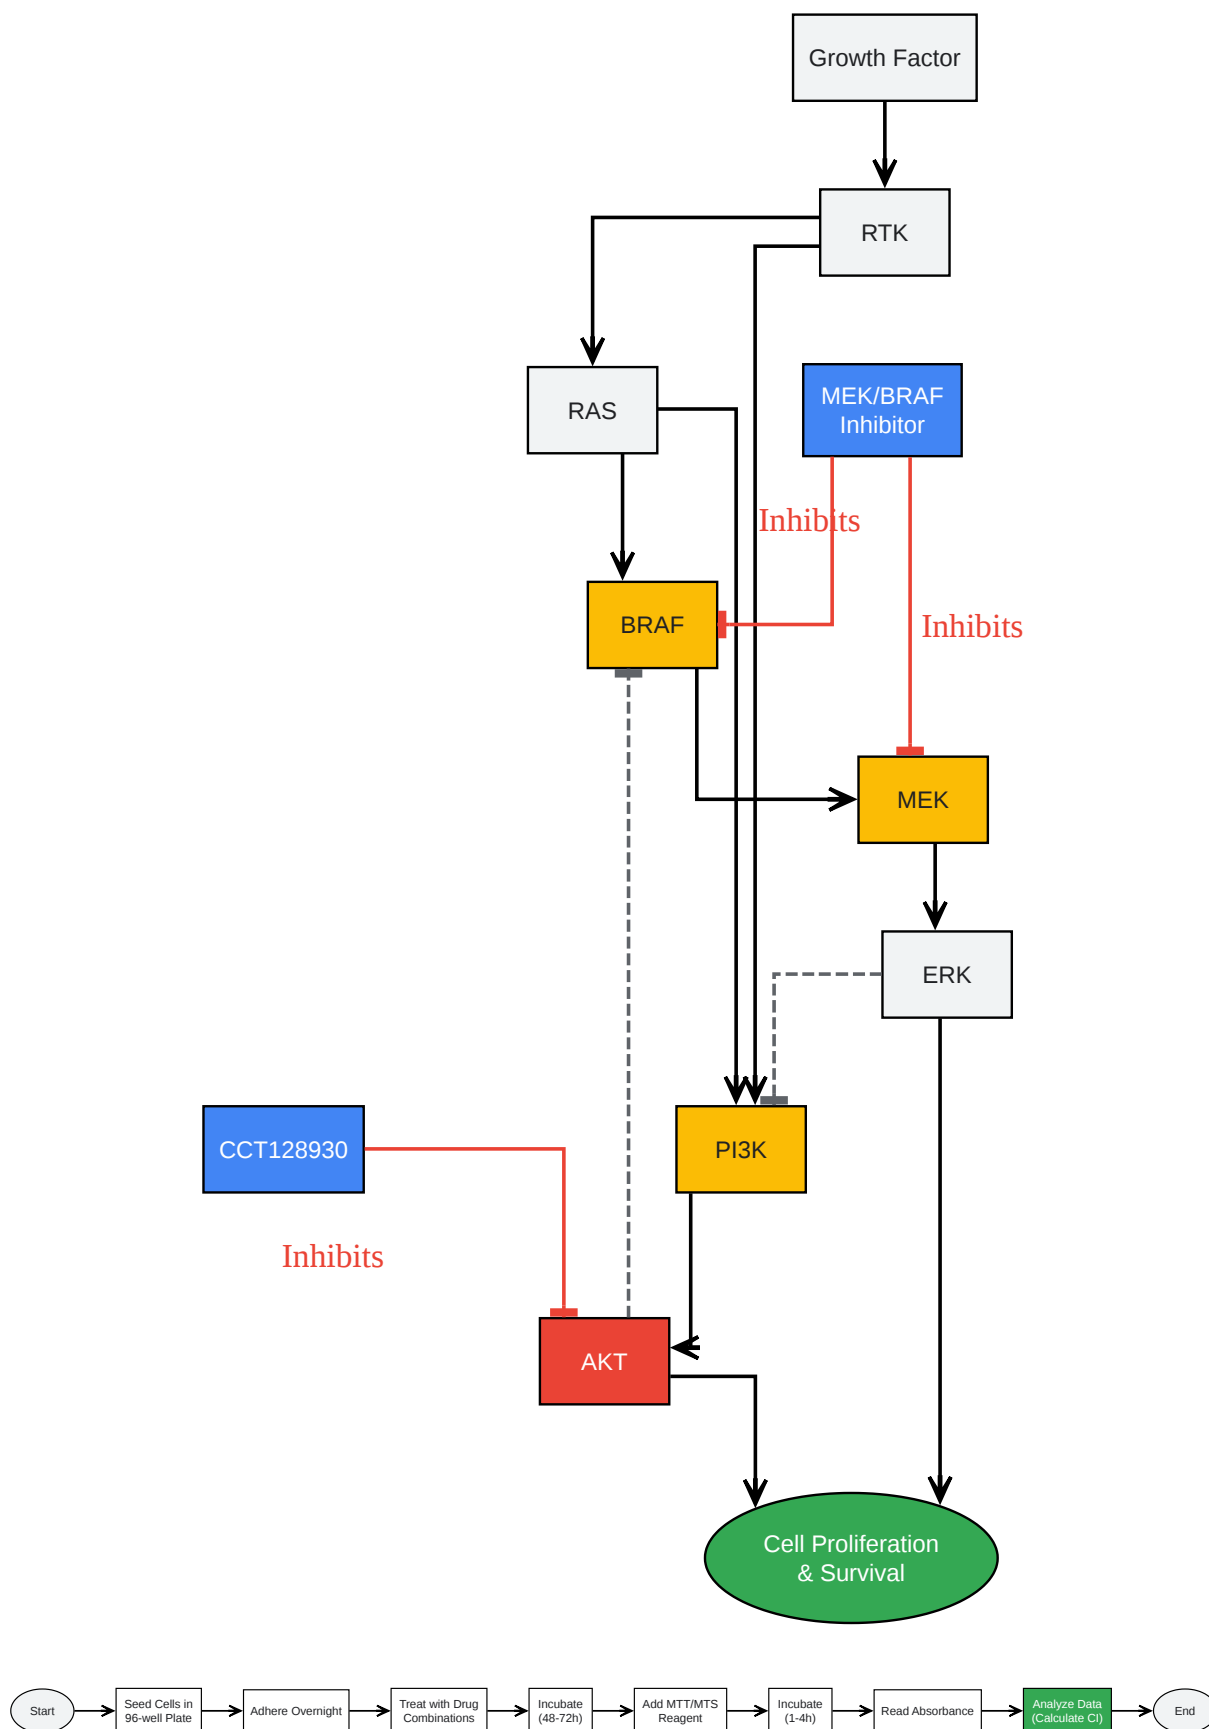 Growth Factor
RTK
RAS
MEK/BRAF
Inhibitor
Inhibits
BRAF
Inhibits
MEK
ERK
CCT128930
PI3K
Inhibits
AKT
Cell Proliferation
& Survival
Start
Seed Cells in
96-well Plate
Adhere Overnight
Treat with Drug
Combinations
Incubate
(48-72h)
Add MTT/MTS
Reagent
Incubate
(1-4h)
Read Absorbance
Analyze Data
(Calculate CI)
End